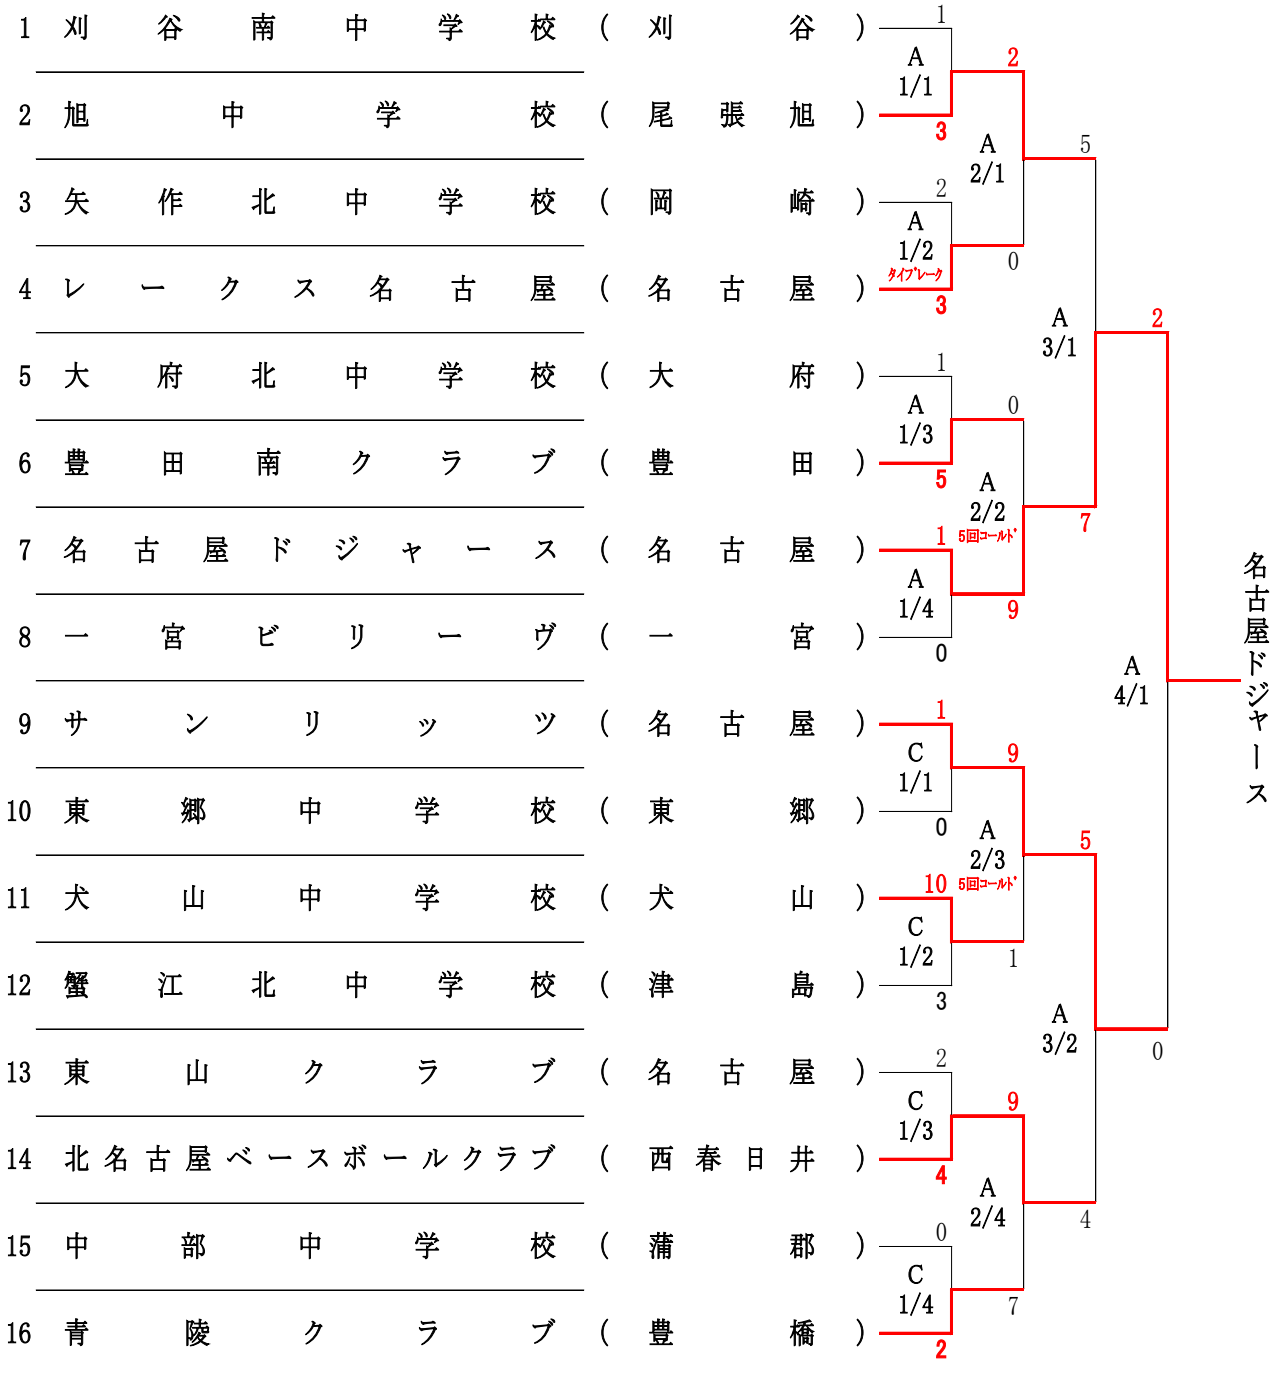 1 刈谷南中学校 (刈谷)
2 旭中学校 (尾張旭)
3 矢作北中学校 (岡崎)
4 レークス名古屋 (名古屋)
5 大府北中学校 (大府)
6 豊田南クラブ (豊田)
7 名古屋ドジャース (名古屋)
8 一宮ビリーヴ (一宮)
9 サンリッツ (名古屋)
10 東郷中学校 (東郷)
11 犬山中学校 (犬山)
12 蟹江北中学校 (津島)
13 東山クラブ (名古屋)
14 北名古屋ベースボールクラブ (西春日井)
15 中部中学校 (蒲郡)
16 青陵クラブ (豊橋)
1
A
1/1
3
2
A
1/2
タイブレーク
3
1
A
1/3
5
1
A
1/4
0
1
C
1/1
0
10
C
1/2
3
2
C
1/3
4
0
C
1/4
2
2
A
2/1
0
0
A
2/2
5回コールド
9
9
A
2/3
5回コールド
1
9
A
2/4
7
5
A
3/1
7
5
A
3/2
4
2
A
4/1
0
名古屋ドジャース